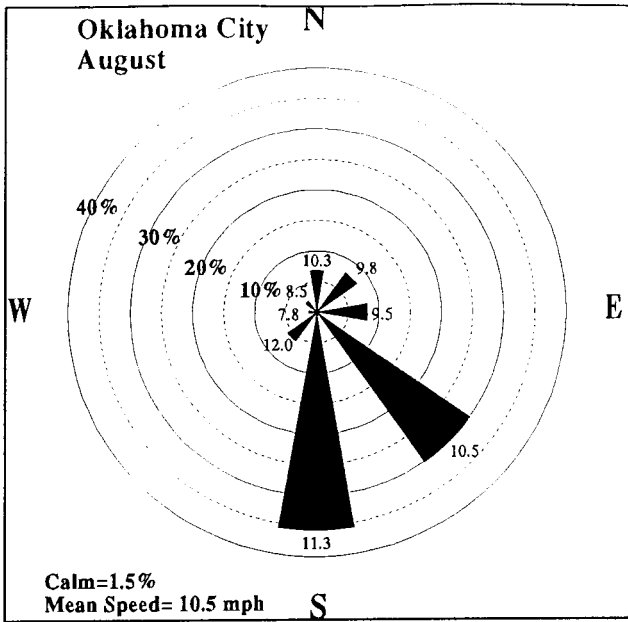 N
Oklahoma City
August
40%
30%
20%
10%
10.3
9.8
8.5
W
7.8
9.5
E
12.0
10.5
11.3
Calm=1.5%
Mean Speed= 10.5 mph
S